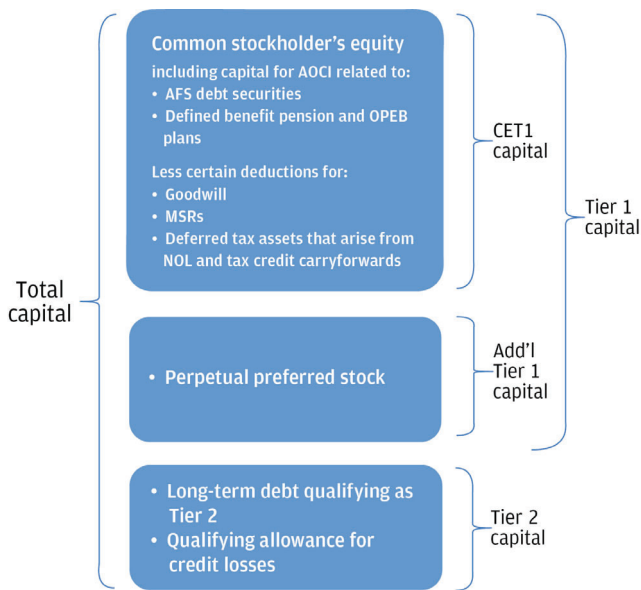 Common stockholder's equity
including capital for AOCI related to:
• AFS debt securities
• Defined benefit pension and OPEB
plans
Less certain deductions for:
• Goodwill
• MSRs
• Deferred tax assets that arise from
NOL and tax credit carryforwards
CET1
capital
Tier 1
capital
Total
capital
• Perpetual preferred stock
Add'l
Tier 1
capital
• Long-term debt qualifying as
Tier 2
• Qualifying allowance for
credit losses
Tier 2
capital